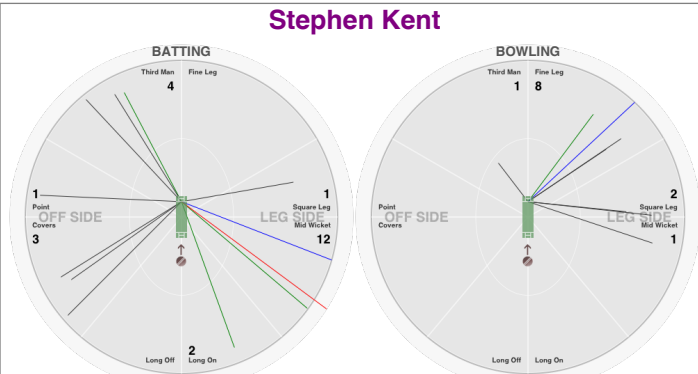 Stephen Kent
BATTING
Third Man
Fine Leg
4
1
Point
OFF SIDE
Covers
3
1
Square Leg
LEG SIDE
Mid Wicket
12
2
Long Off
Long On
BOWLING
Third Man
Fine Leg
1
8
OFF SIDE
2
Square Leg
LEG SIDE
Mid Wicket
1
Long Off
Long On